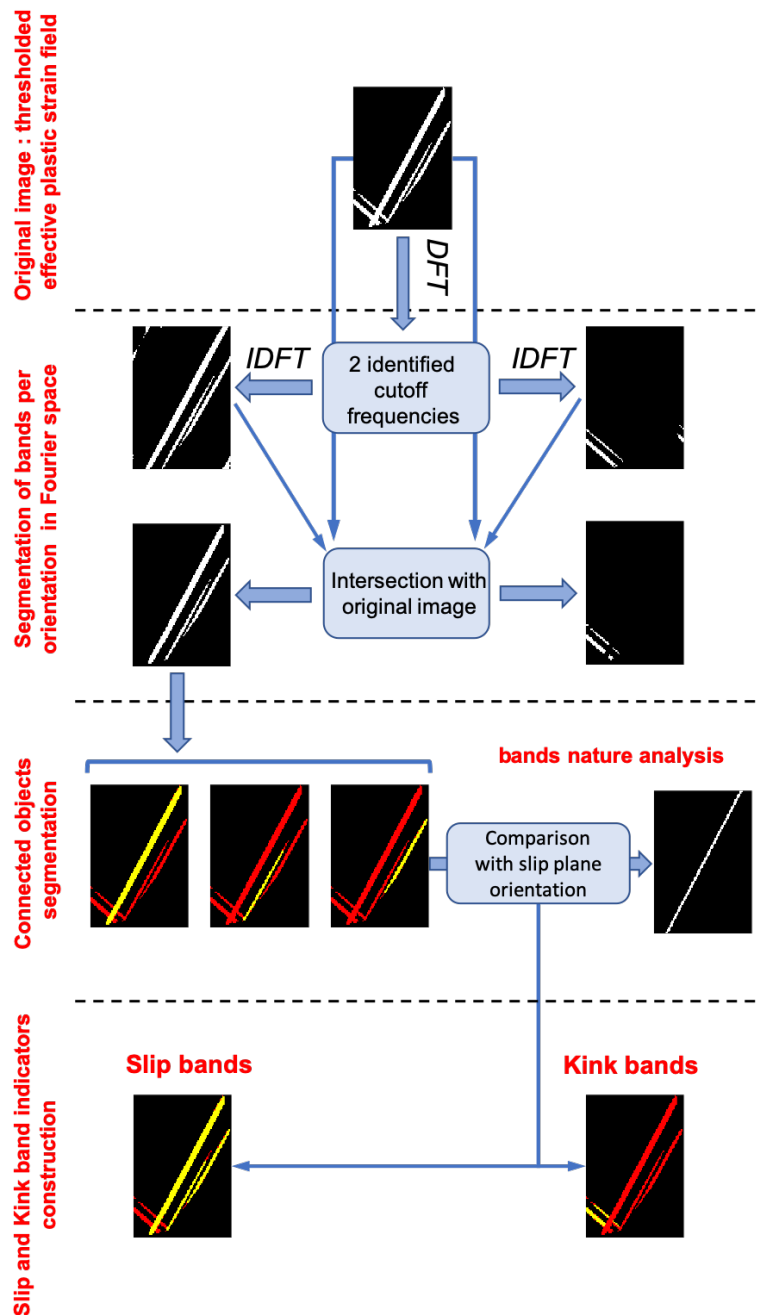 Original image : thresholded
effective plastic strain field
DFT
Segmentation of bands per
orientation in Fourier space
IDFT
2 identified
cutoff
frequencies
IDFT
Intersection with
original image
Connected objects
segmentation
bands nature analysis
Comparison
with slip plane
orientation
Slip and Kink band indicators
construction
Slip bands
Kink bands